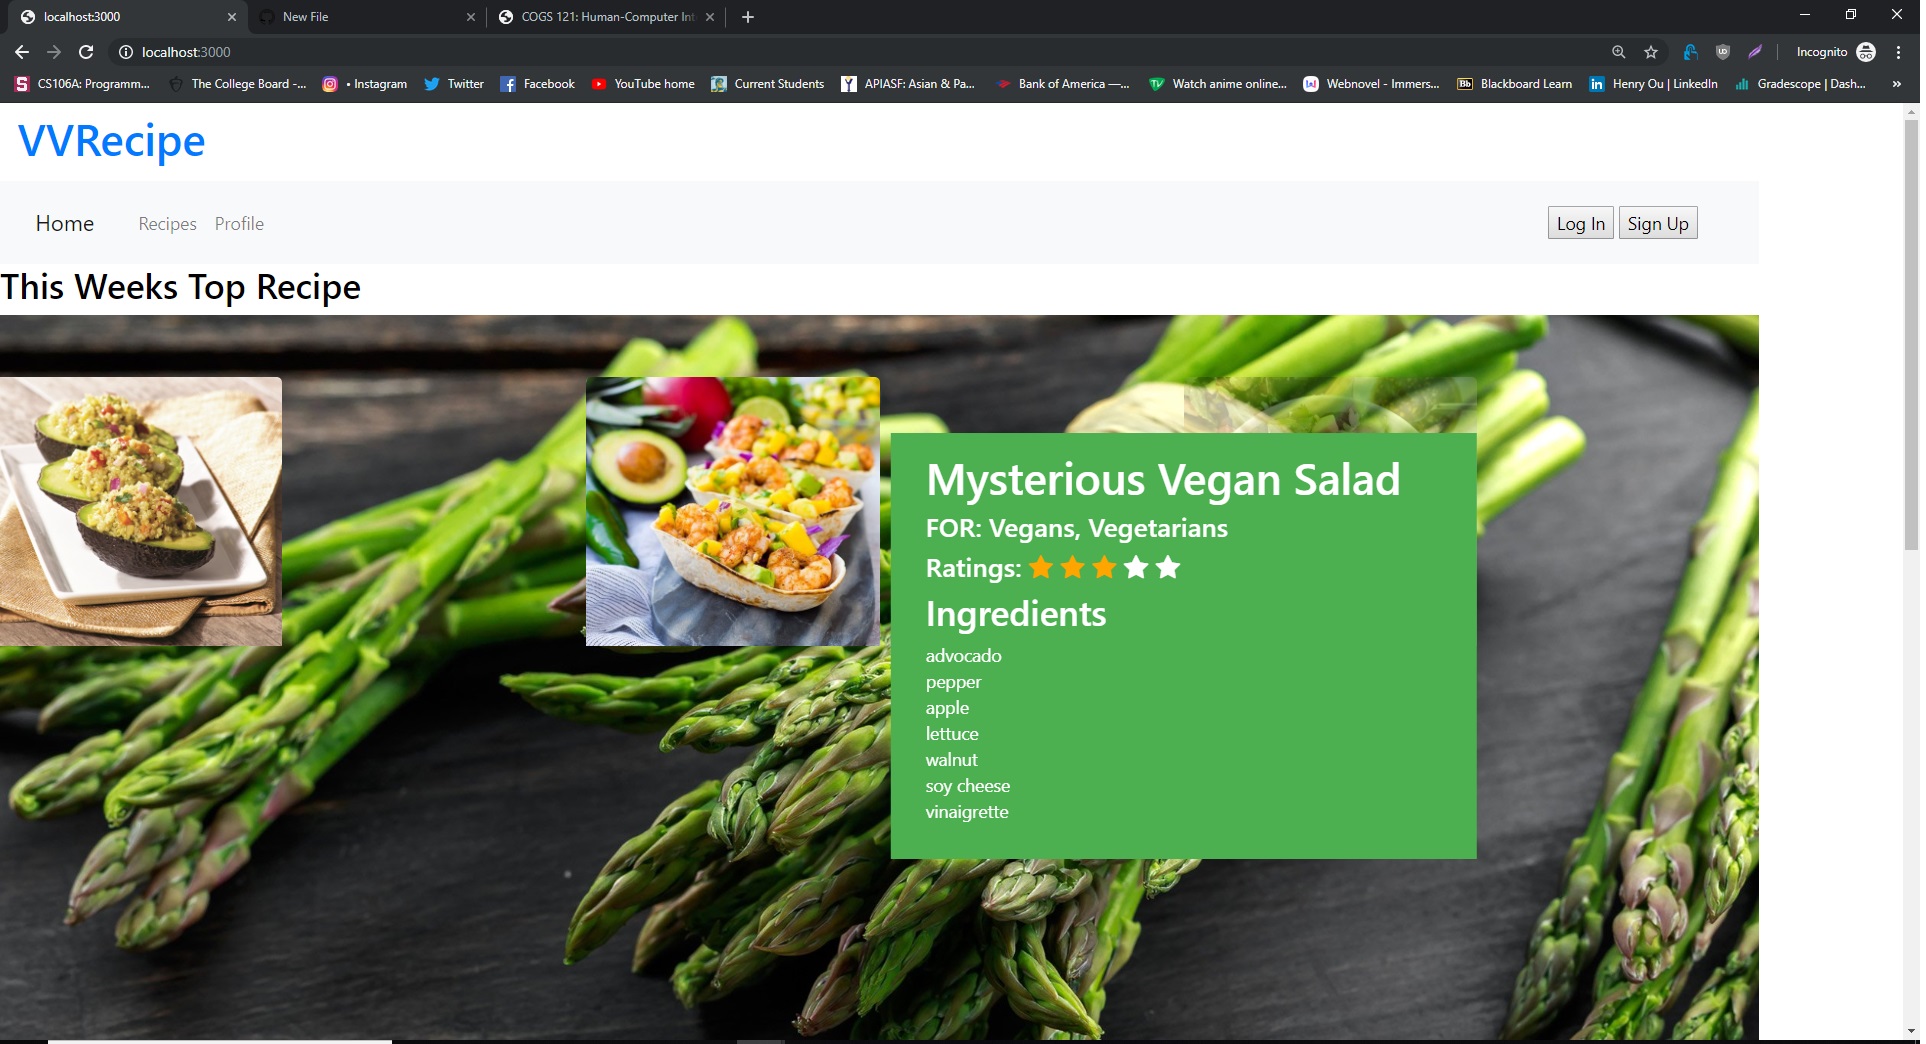 localhost:3000
New File
COGS 121: Human-Computer Int
localhost:3000
Incognito
CS106A: Programm...
The College Board -...
• Instagram
Twitter
Facebook
YouTube home
Current Students
APIASF: Asian & Pa...
Bank of America —...
Watch anime online...
Webnovel - Immers...
Blackboard Learn
Henry Ou | LinkedIn
Gradescope | Dash...
»
VVRecipe
Home
Recipes
Profile
Log In
Sign Up
This Weeks Top Recipe
Mysterious Vegan Salad
FOR: Vegans, Vegetarians
Ratings:
Ingredients
advocado
pepper
apple
lettuce
walnut
soy cheese
vinaigrette